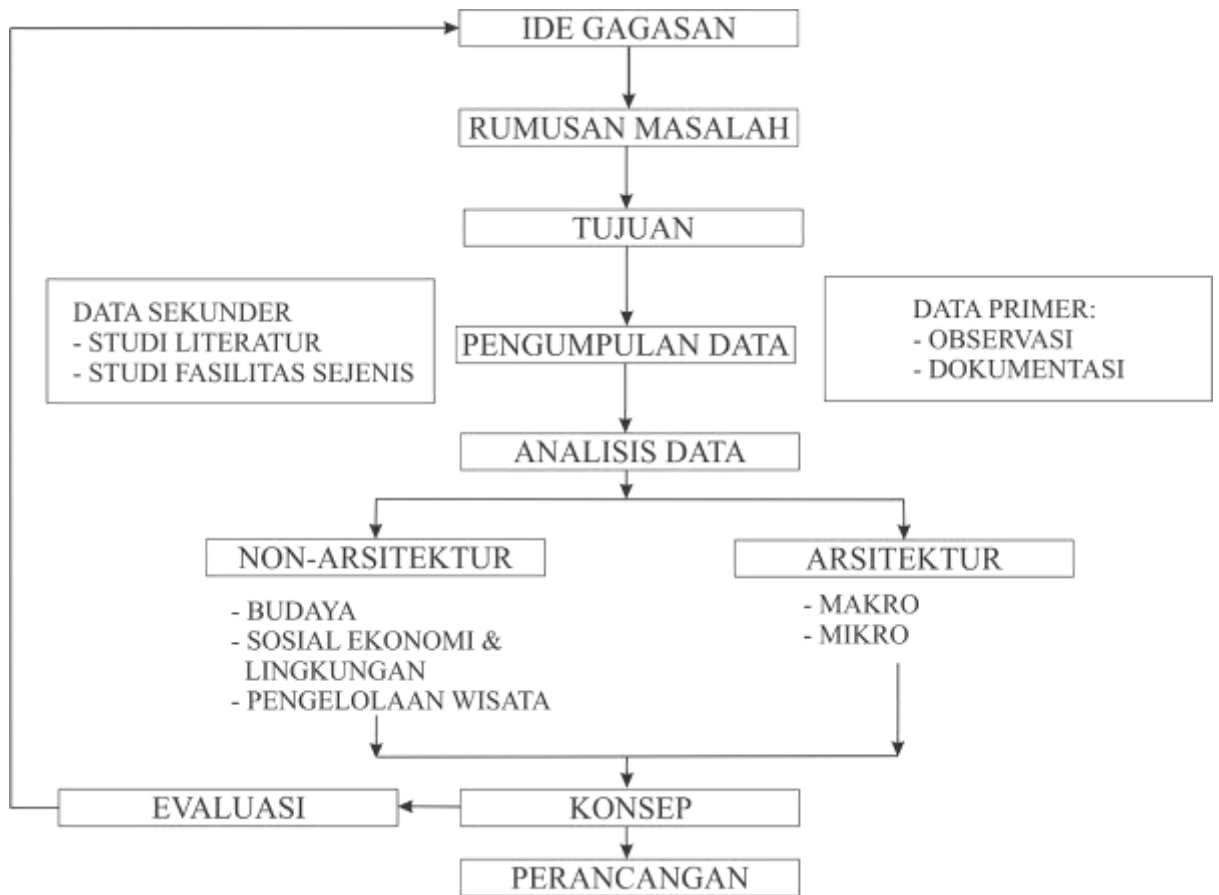 IDE GAGASAN
RUMUSAN MASALAH
TUJUAN
DATA SEKUNDER
- STUDI LITERATUR
- STUDI FASILITAS SEJENIS
PENGUMPULAN DATA
DATA PRIMER:
- OBSERVASI
- DOKUMENTASI
ANALISIS DATA
NON-ARSITEKTUR
- BUDAYA
- SOSIAL EKONOMI &
LINGKUNGAN
- PENGELOLAAN WISATA
ARSITEKTUR
- MAKRO
- MIKRO
EVALUASI
KONSEP
PERANCANGAN